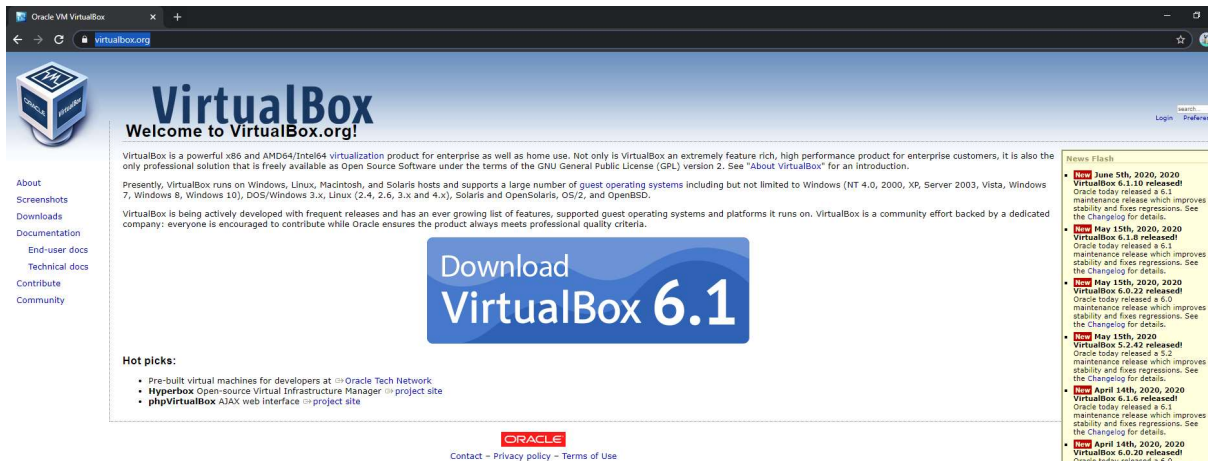 Oracle VM VirtualBox
virtualbox.org
VirtualBox
search...
Login Prefere
Welcome to VirtualBox.org!
About
Screenshots
Downloads
Documentation
End-user docs
Technical docs
Contribute
Community
VirtualBox is a powerful x86 and AMD64/Intel64 virtualization product for enterprise as well as home use. Not only is VirtualBox an extremely feature rich, high performance product for enterprise customers, it is also the
only professional solution that is freely available as Open Source Software under the terms of the GNU General Public License (GPL) version 2. See "About VirtualBox" for an introduction.
Presently, VirtualBox runs on Windows, Linux, Macintosh, and Solaris hosts and supports a large number of guest operating systems including but not limited to Windows (NT 4.0, 2000, XP, Server 2003, Vista, Windows
7, Windows 8, Windows 10), DOS/Windows 3.x, Linux (2.4, 2.6, 3.x and 4.x), Solaris and OpenSolaris, OS/2, and OpenBSD.
VirtualBox is being actively developed with frequent releases and has an ever growing list of features, supported guest operating systems and platforms it runs on. VirtualBox is a community effort backed by a dedicated
company: everyone is encouraged to contribute while Oracle ensures the product always meets professional quality criteria.
Download
VirtualBox 6.1
Hot picks:
Pre-built virtual machines for developers at Oracle Tech Network
Hyperbox Open-source Virtual Infrastructure Manager project site
phpVirtualBox AJAX web interface project site
ORACLE
Contact – Privacy policy – Terms of Use
News Flash
New June 5th, 2020, 2020
VirtualBox 6.1.10 released!
Oracle today released a 6.1
maintenance release which improves
stability and fixes regressions. See
the Changelog for details.
New May 15th, 2020, 2020
VirtualBox 6.1.8 released!
Oracle today released a 6.1
maintenance release which improves
stability and fixes regressions. See
the Changelog for details.
New May 15th, 2020, 2020
VirtualBox 6.0.22 released!
Oracle today released a 6.0
maintenance release which improves
stability and fixes regressions. See
the Changelog for details.
New May 15th, 2020
VirtualBox 5.2.42 released!
Oracle today released a 5.2
maintenance release which improves
stability and fixes regressions. See
the Changelog for details.
New April 14th, 2020, 2020
VirtualBox 6.1.6 released!
Oracle today released a 6.1
maintenance release which improves
stability and fixes regressions. See
the Changelog for details.
New April 14th, 2020, 2020
VirtualBox 6.0.20 released!
Oracle today released a 6.0